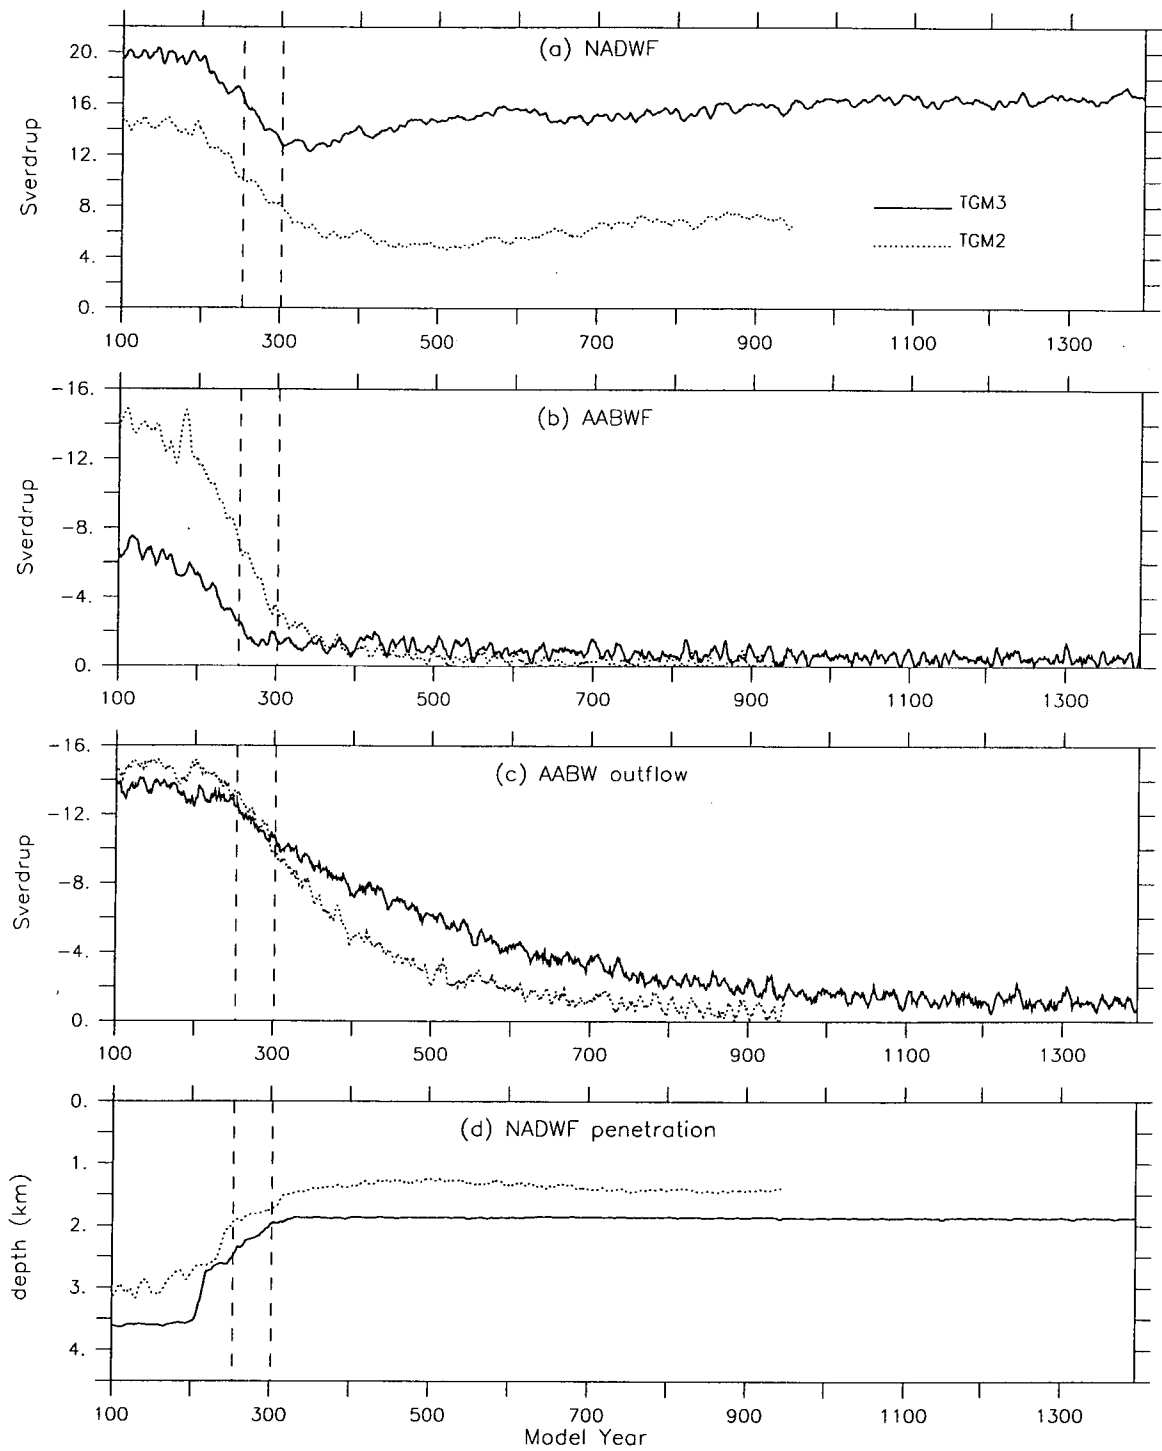 (a) NADWF
20.
16.
12.
8.
4.
0.
Sverdrup
TGM3
TGM2
100 300 500 700 900 1100 1300
(b) AABWF
-16.
-12.
-8.
-4.
0.
Sverdrup
100 300 500 700 900 1100 1300
(c) AABW outflow
-16.
-12.
-8.
-4.
0.
Sverdrup
100 300 500 700 900 1100 1300
(d) NADWF penetration
0.
1.
2.
3.
4.
depth (km)
100 300 500 700 900 1100 1300
Model Year